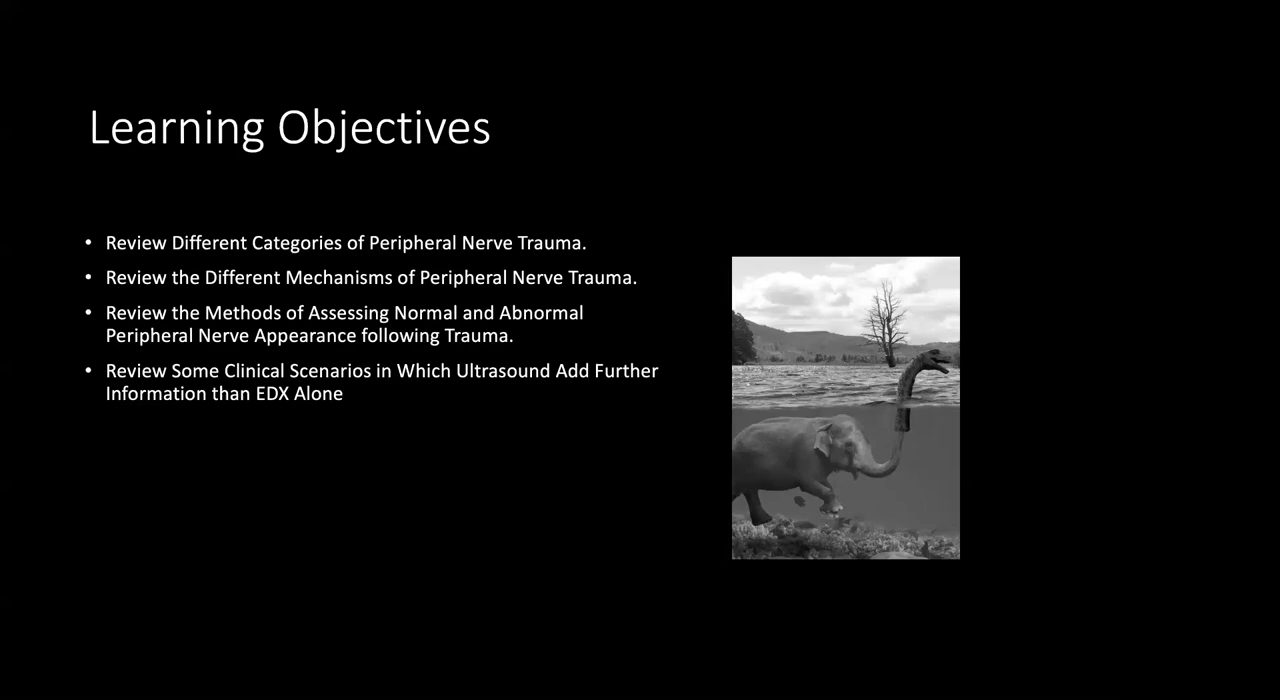 Learning Objectives
• Review Different Categories of Peripheral Nerve Trauma.
• Review the Different Mechanisms of Peripheral Nerve Trauma.
• Review the Methods of Assessing Normal and Abnormal
Peripheral Nerve Appearance following Trauma.
• Review Some Clinical Scenarios in Which Ultrasound Add Further
Information than EDX Alone